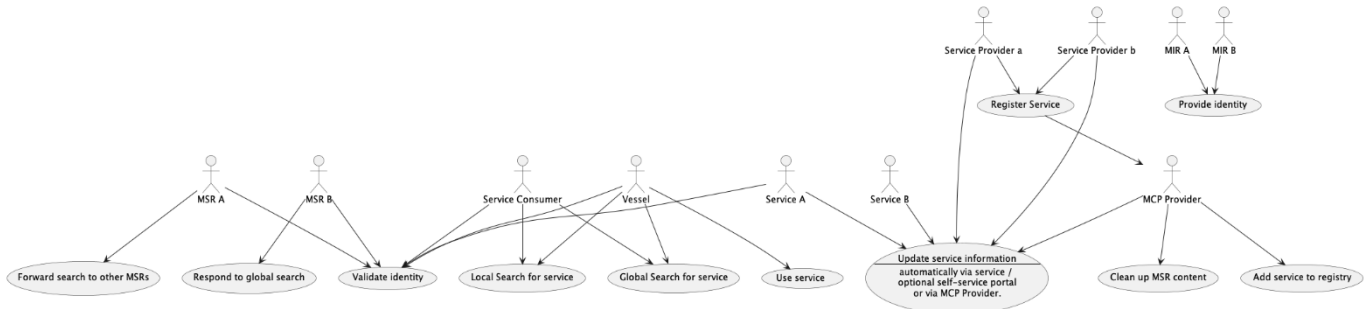 Service Provider a
Service Provider b
MIR A
MIR B
Register Service
Provide identity
MSR A
MSR B
Service Consumer
Vessel
Service A
Service B
MCP Provider
Forward search to other MSRs
Respond to global search
Validate identity
Local Search for service
Global Search for service
Use service
Update service information
automatically via service /
optional self-service portal
or via MCP Provider.
Clean up MSR content
Add service to registry